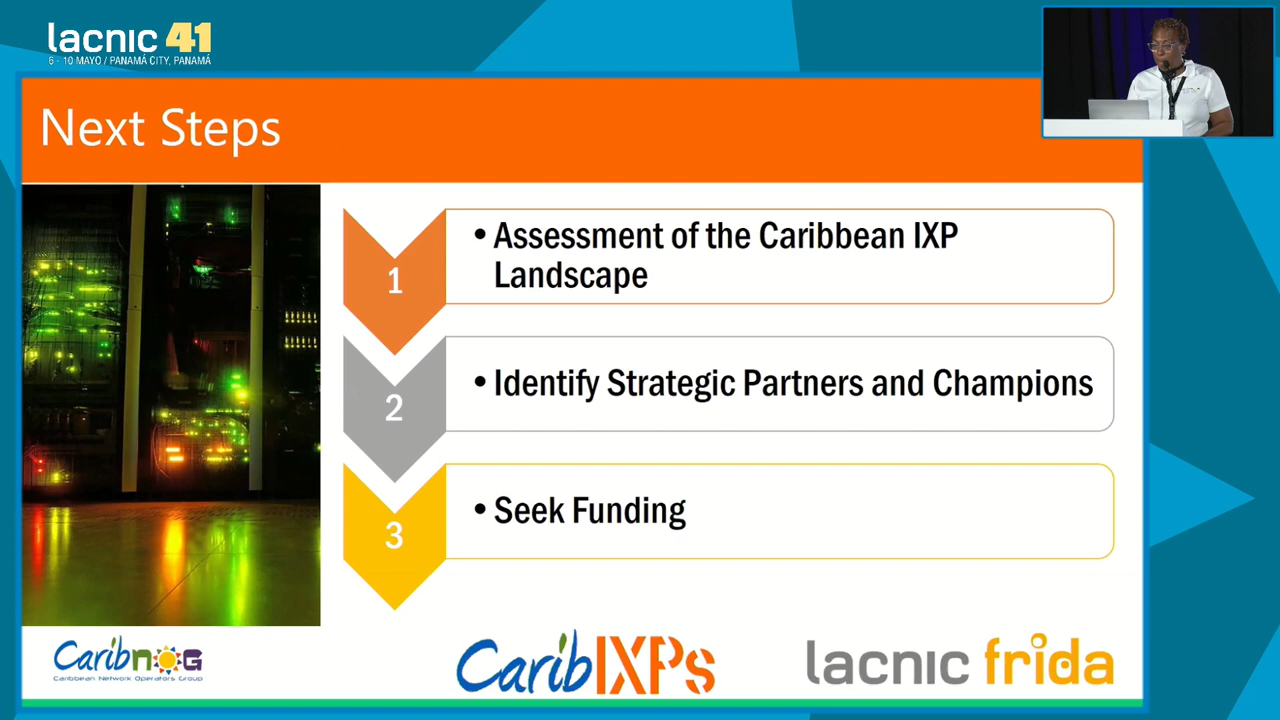 lacnic 41
6 - 10 MAYO / PANAMÁ CITY, PANAMÁ
Next Steps
1
• Assessment of the Caribbean IXP
Landscape
2
• Identify Strategic Partners and Champions
3
• Seek Funding
CaribNOG
Caribbean Network Operators Group
CaribIXPs
lacnic frida